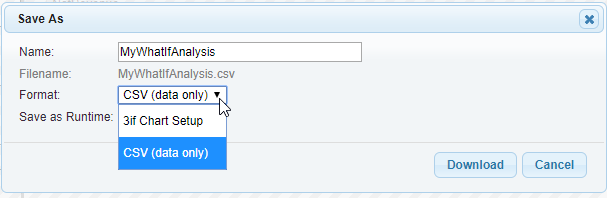 Save As
Name: MyWhatIfAnalysis
Filename: MyWhatIfAnalysis.csv
Format: CSV (data only)
3if Chart Setup
Save as Runtime:
CSV (data only)
Download Cancel